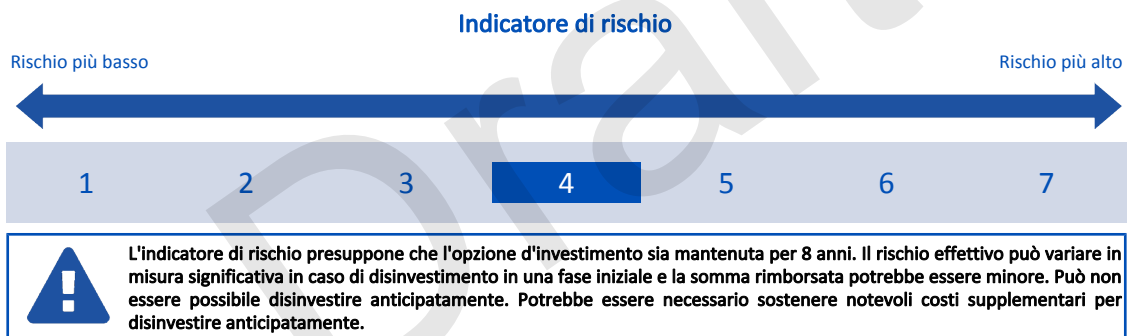 Indicatore di rischio
Rischio più basso Rischio più alto
1 2 3 4 5 6 7
L'indicatore di rischio presuppone che l'opzione d'investimento sia mantenuta per 8 anni. Il rischio effettivo può variare in
misura significativa in caso di disinvestimento in una fase iniziale e la somma rimborsata potrebbe essere minore. Può non
essere possibile disinvestire anticipatamente. Potrebbe essere necessario sostenere notevoli costi supplementari per
disinvestire anticipatamente.
Draft